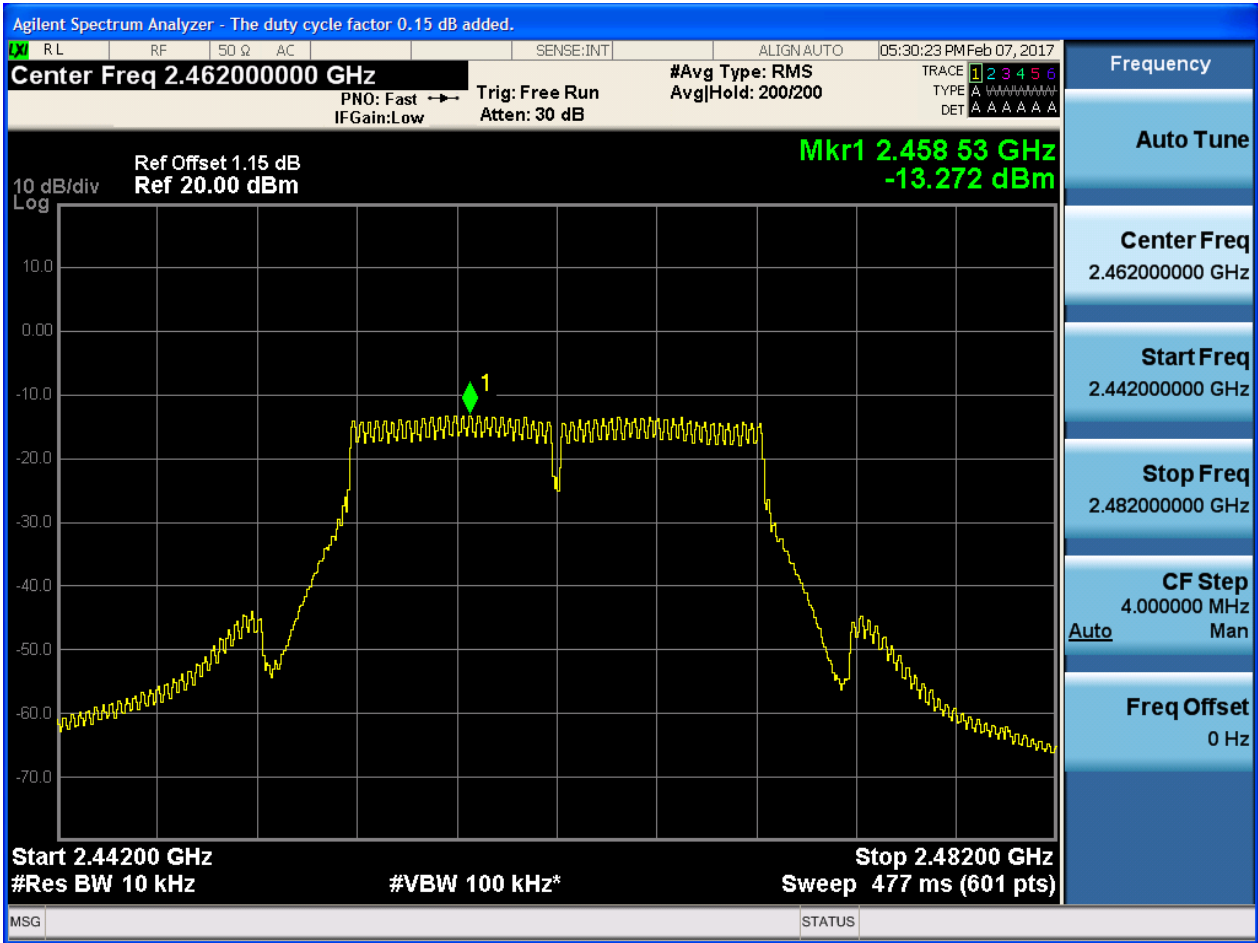 Agilent Spectrum Analyzer - The duty cycle factor 0.15 dB added.
LXI RL RF 50 Ω AC SENSE:INT ALIGNAUTO 05:30:23 PM Feb 07, 2017
Center Freq 2.462000000 GHz
PNO: Fast
IFGain:Low
Trig: Free Run
Atten: 30 dB
#Avg Type: RMS
Avg|Hold: 200/200
TRACE 1 2 3 4 5 6
TYPE A
DET A A A A A A
Mkr1 2.458 53 GHz
-13.272 dBm
Ref Offset 1.15 dB
10 dB/div Ref 20.00 dBm
Log
10.0
0.00
-10.0
-20.0
-30.0
-40.0
-50.0
-60.0
-70.0
1
Start 2.44200 GHz Stop 2.48200 GHz
#Res BW 10 kHz #VBW 100 kHz* Sweep 477 ms (601 pts)
MSG STATUS
Frequency
Auto Tune
Center Freq
2.462000000 GHz
Start Freq
2.442000000 GHz
Stop Freq
2.482000000 GHz
CF Step
4.000000 MHz
Auto Man
Freq Offset
0 Hz